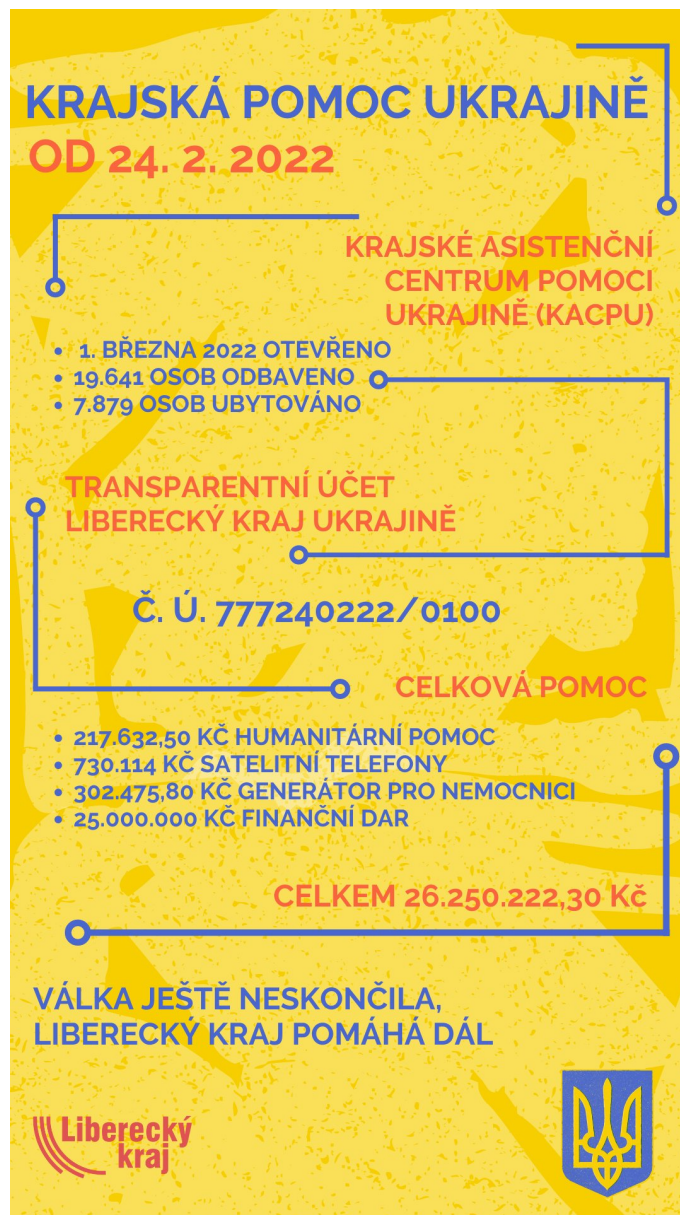 KRAJSKÁ POMOC UKRAJINĚ
OD 24. 2. 2022
KRAJSKÉ ASISTENČNÍ
CENTRUM POMOCI
UKRAJINĚ (KACPU)
• 1. BŘEZNA 2022 OTEVŘENO
• 19.641 OSOB ODBAVENO
• 7.879 OSOB UBYTOVÁNO
TRANSPARENTNÍ ÚČET
LIBERECKÝ KRAJ UKRAJINĚ
Č. Ú. 777240222/0100
CELKOVÁ POMOC
• 217.632,50 KČ HUMANITÁRNÍ POMOC
• 730.114 KČ SATELITNÍ TELEFONY
• 302.475,80 KČ GENERÁTOR PRO NEMOCNICI
• 25.000.000 KČ FINANČNÍ DAR
CELKEM 26.250.222,30 Kč
VÁLKA JEŠTĚ NESKONČILA,
LIBERECKÝ KRAJ POMÁHÁ DÁL
Liberecký
kraj